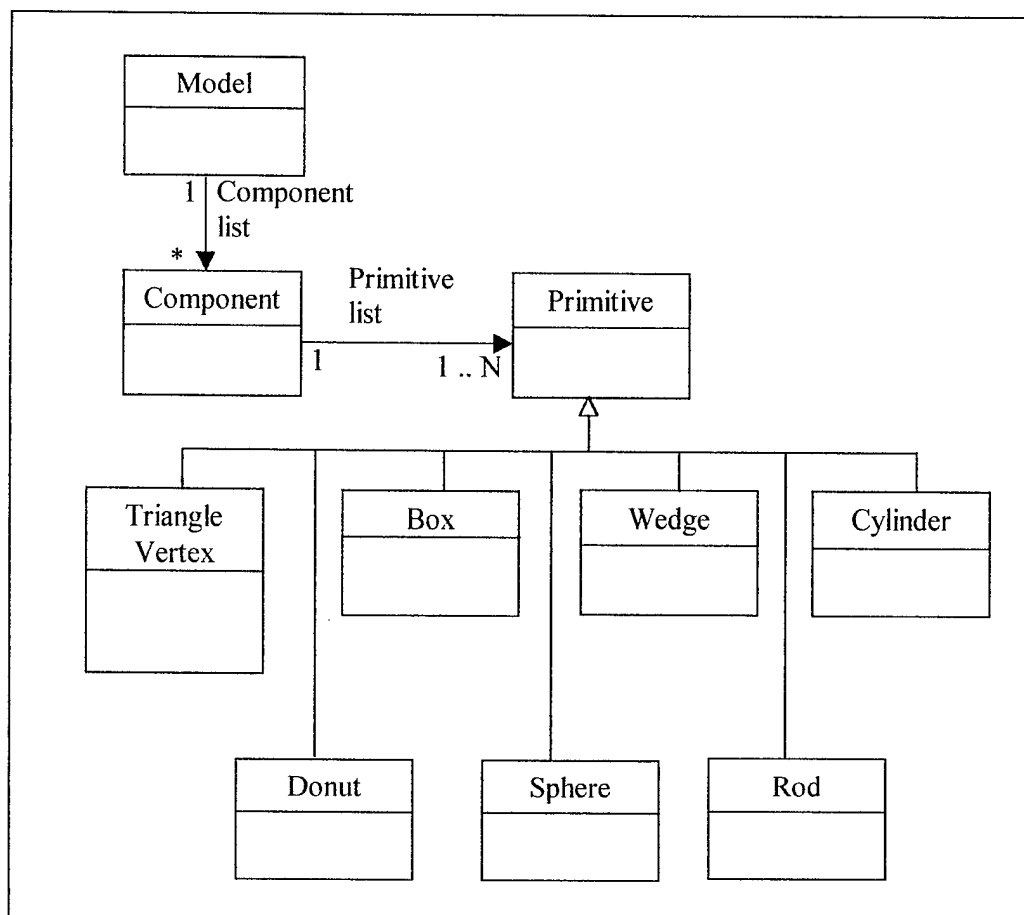 Model
1 Component
list
*
Component
Primitive
list
Primitive
1
1 .. N
Triangle
Vertex
Box
Wedge
Cylinder
Donut
Sphere
Rod